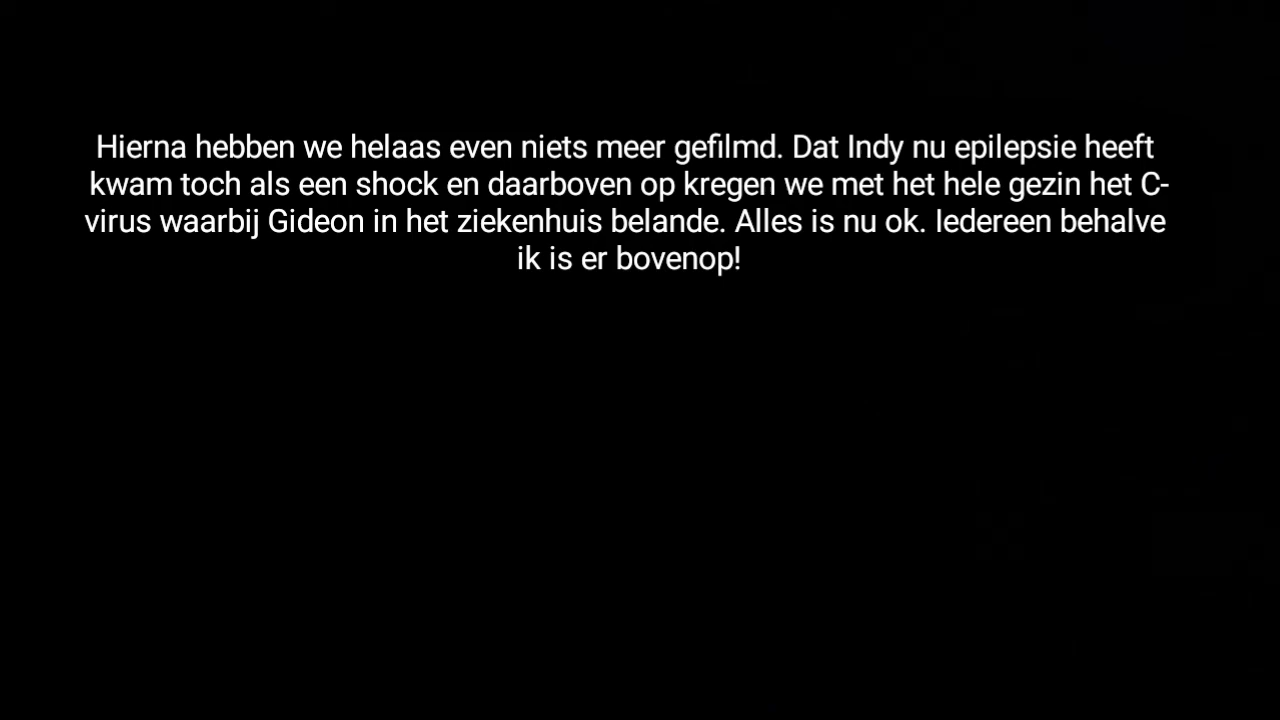 Hierna hebben we helaas even niets meer gefilmd. Dat Indy nu epilepsie heeft
kwam toch als een shock en daarboven op kregen we met het hele gezin het C-
virus waarbij Gideon in het ziekenhuis belande. Alles is nu ok. Iedereen behalve
ik is er bovenop!